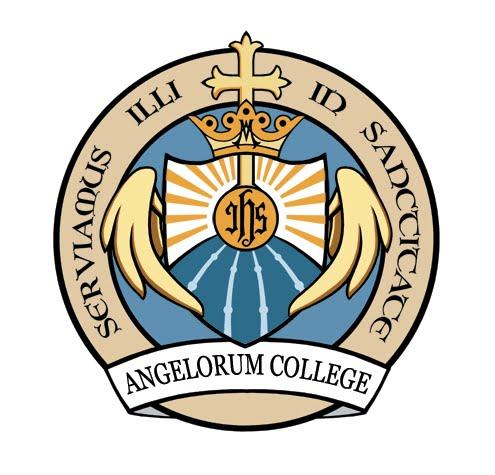 SERVIAMUS ILLI IN SANCTITATE
M
IHS
ANGELORUM COLLEGE